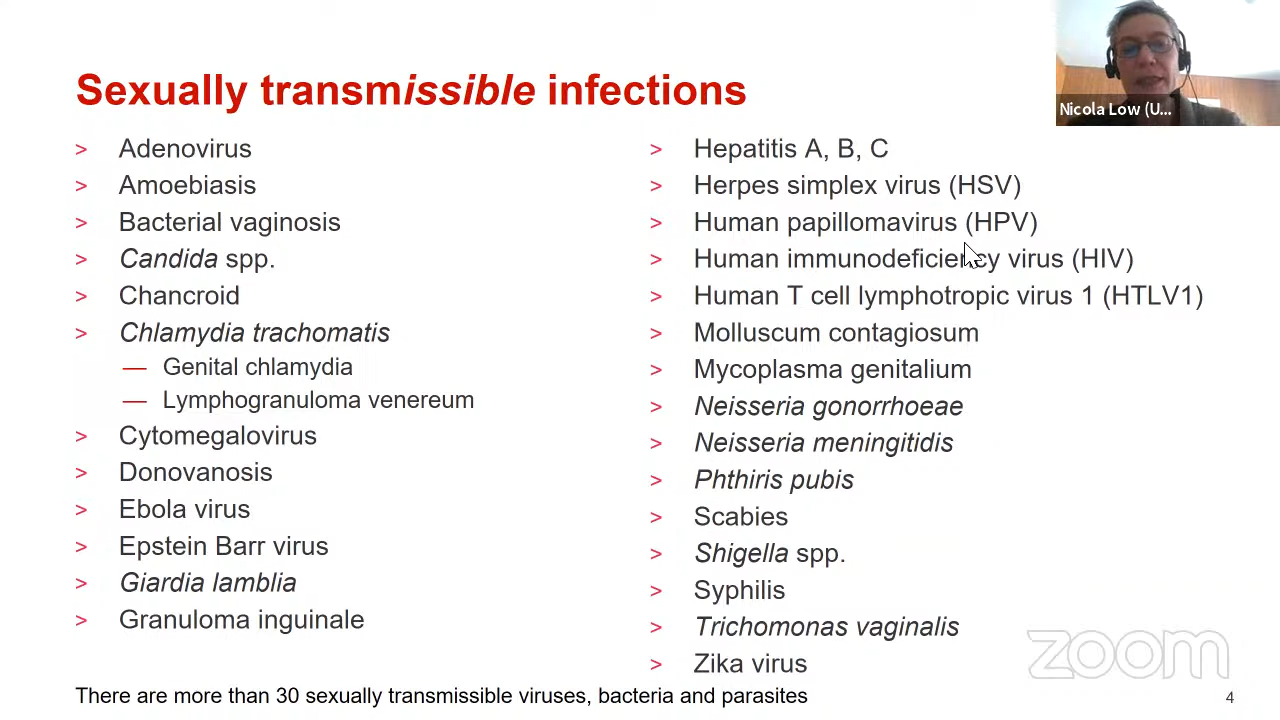 Sexually transmissible infections
> Adenovirus
> Amoebiasis
> Bacterial vaginosis
> Candida spp.
> Chancroid
> Chlamydia trachomatis
— Genital chlamydia
— Lymphogranuloma venereum
> Cytomegalovirus
> Donovanosis
> Ebola virus
> Epstein Barr virus
> Giardia lamblia
> Granuloma inguinale
> Hepatitis A, B, C
> Herpes simplex virus (HSV)
> Human papillomavirus (HPV)
> Human immunodeficiency virus (HIV)
> Human T cell lymphotropic virus 1 (HTLV1)
> Molluscum contagiosum
> Mycoplasma genitalium
> Neisseria gonorrhoeae
> Neisseria meningitidis
> Phthiris pubis
> Scabies
> Shigella spp.
> Syphilis
> Trichomonas vaginalis
> Zika virus
There are more than 30 sexually transmissible viruses, bacteria and parasites
4
Nicola Low (U...
zoom